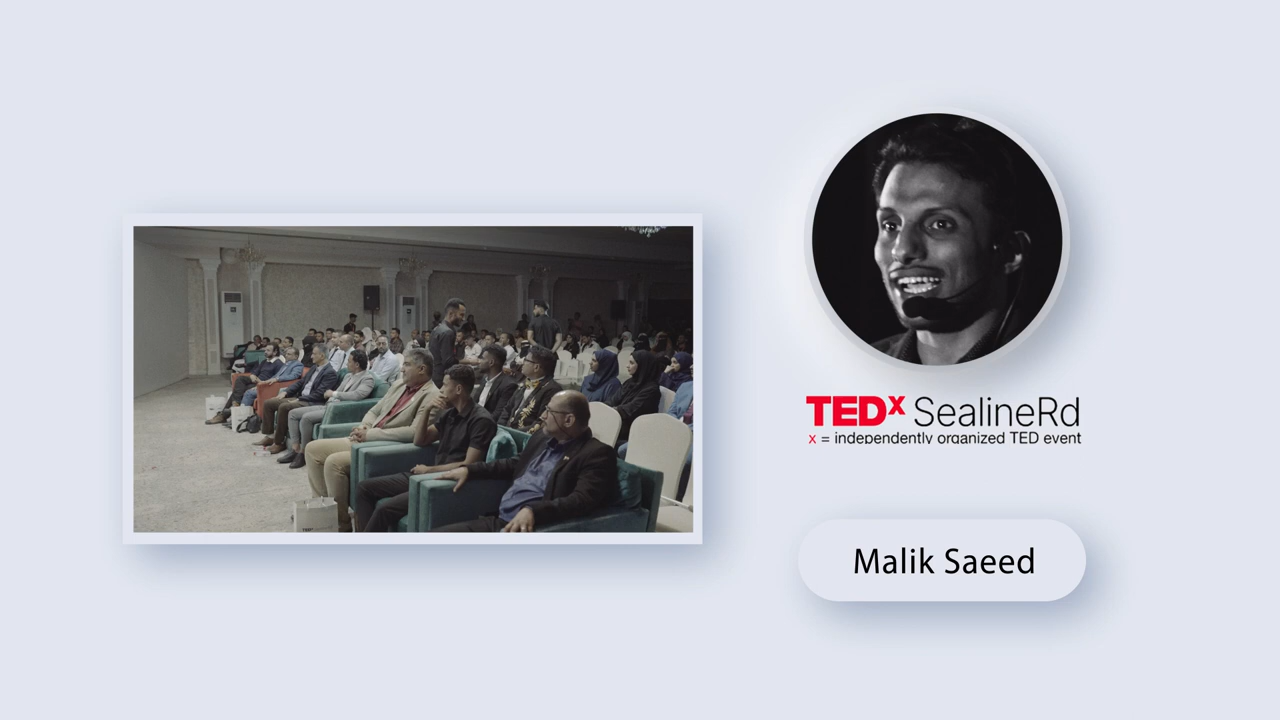 TEDx SealineRd
x = independently organized TED event
Malik Saeed